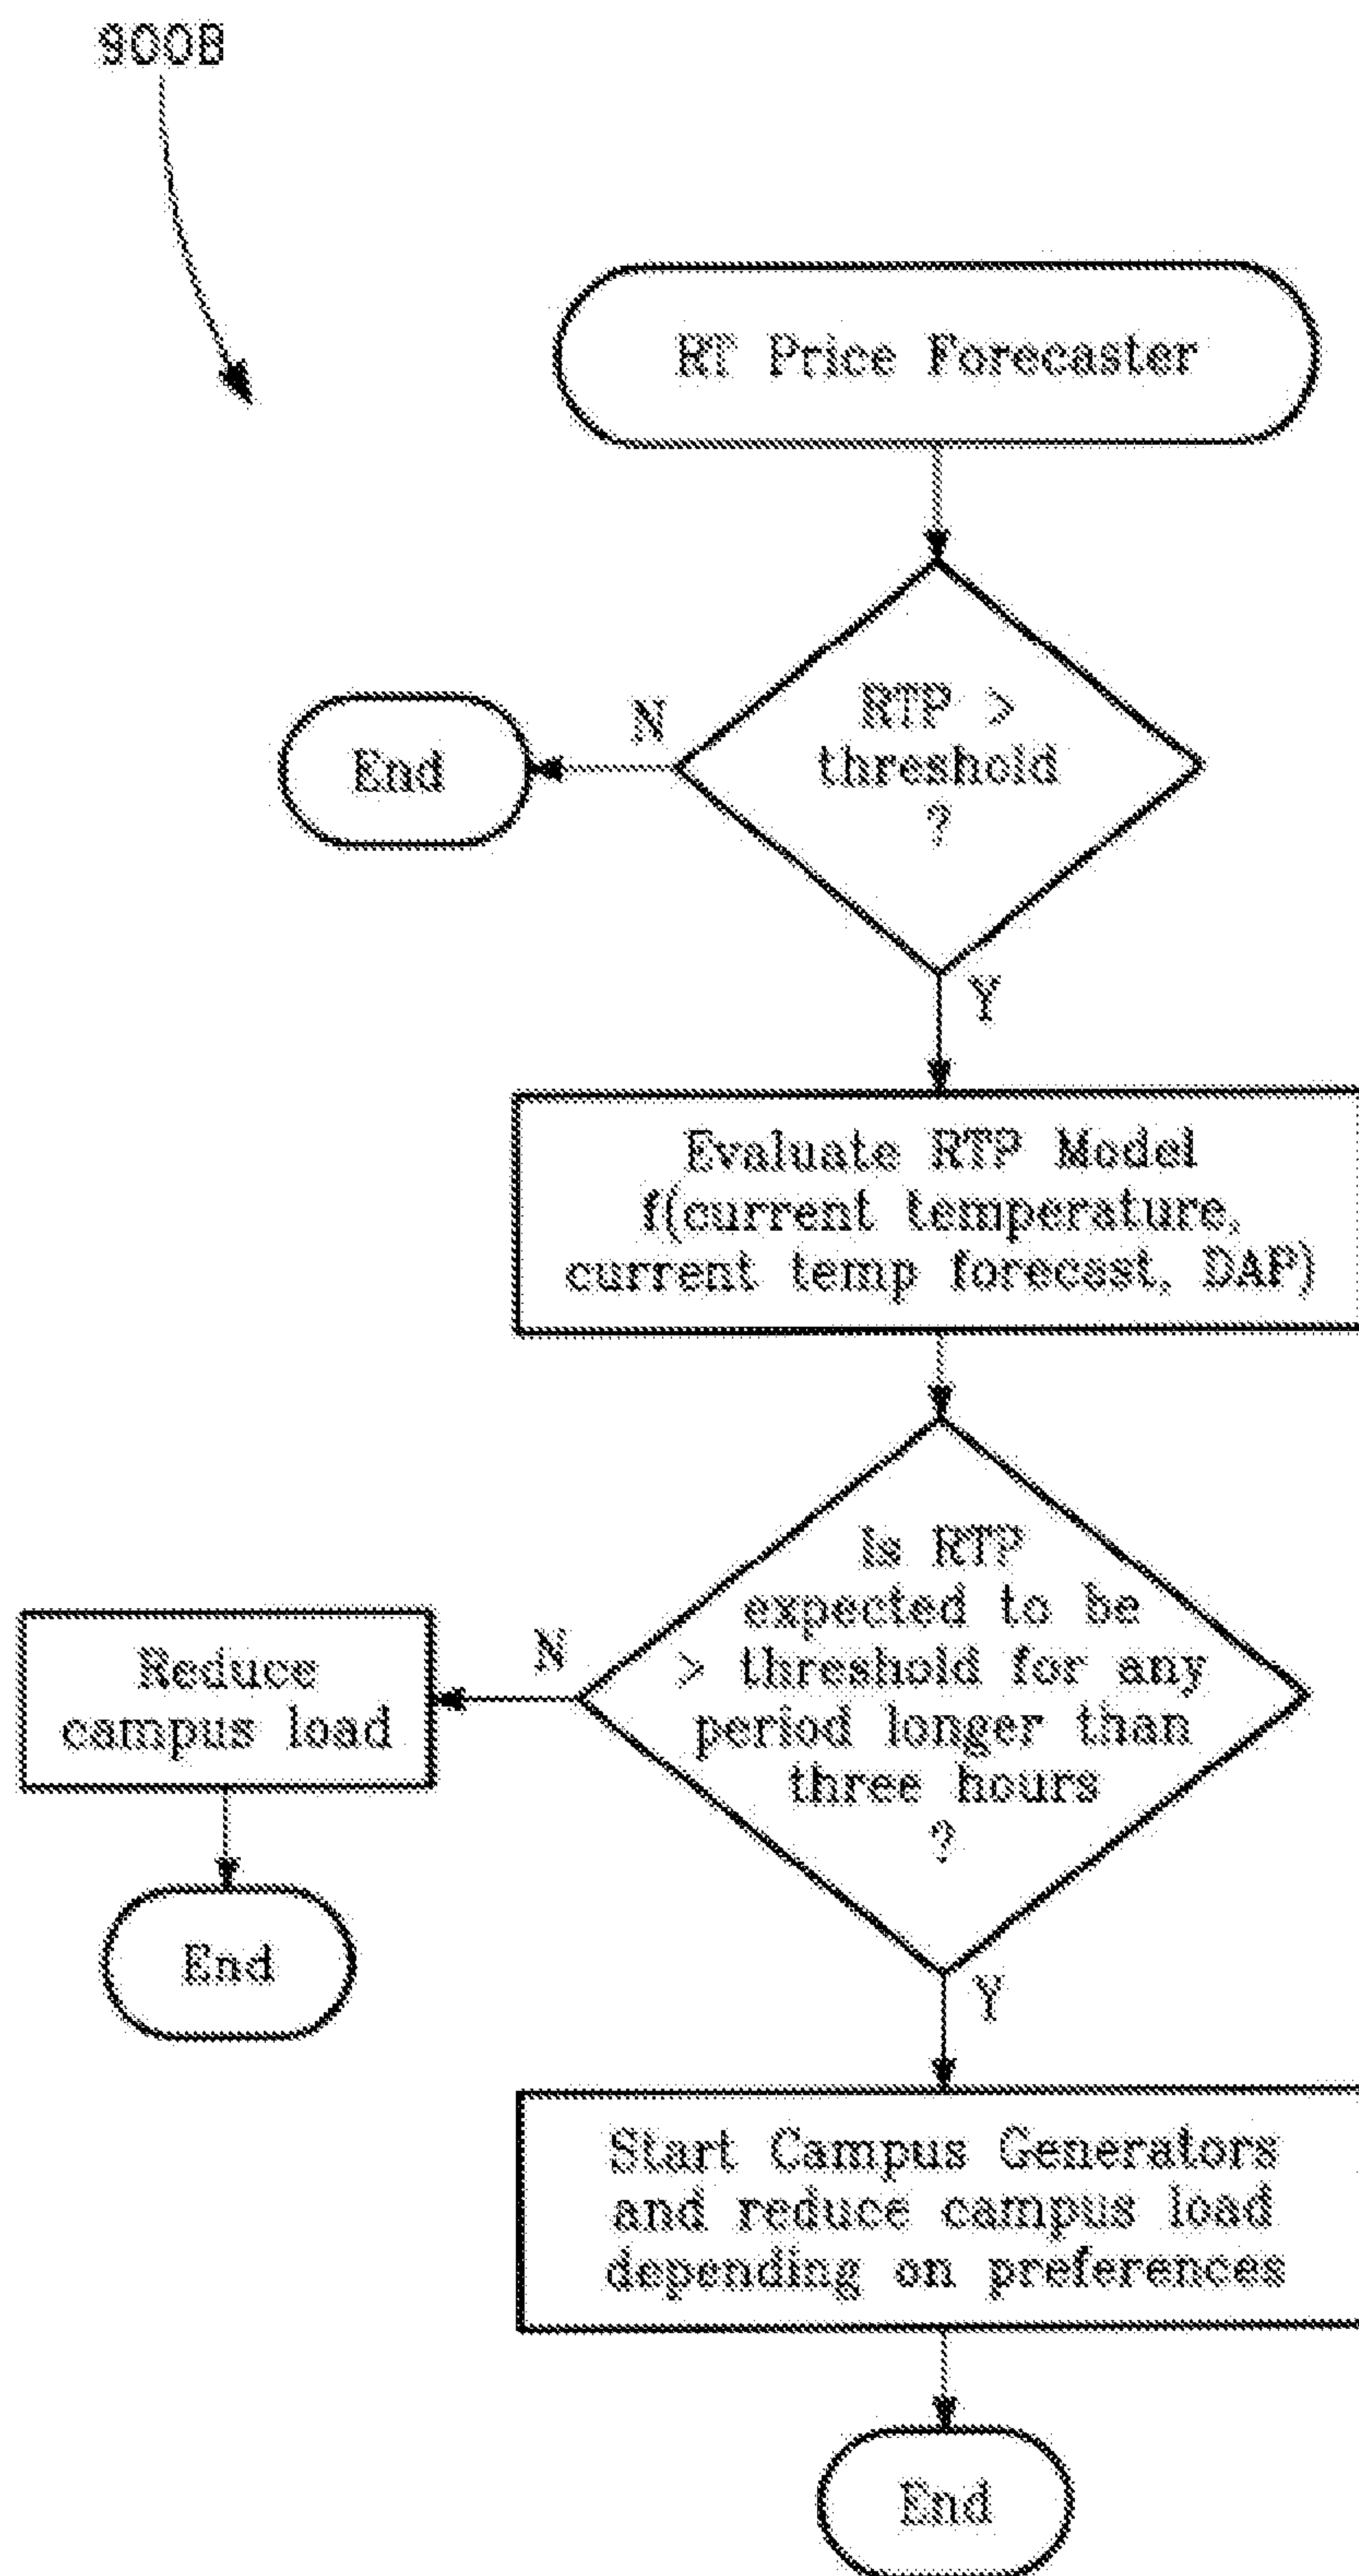 900B
RT Price Forecaster
RTP >
threshold
?
N
End
Y
Evaluate RTP Model
f(current temperature,
current temp forecast, DAP)
Is RTP
expected to be
> threshold for any
period longer than
three hours
?
N
Reduce
campus load
End
Y
Start Campus Generators
and reduce campus load
depending on preferences
End